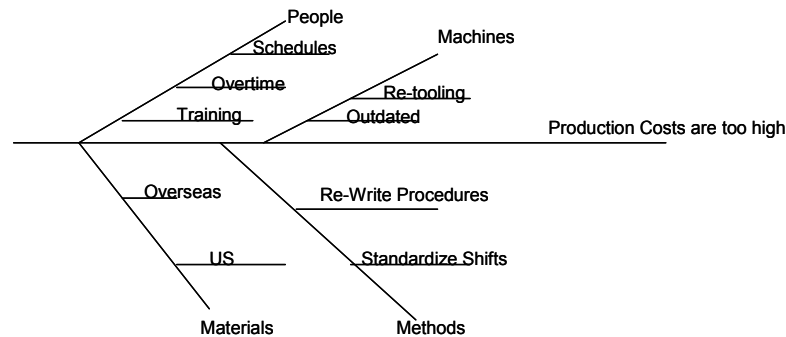 People
Schedules
Machines
Overtime
Re-tooling
Training
Outdated
Production Costs are too high
Overseas
Re-Write Procedures
US
Standardize Shifts
Materials
Methods